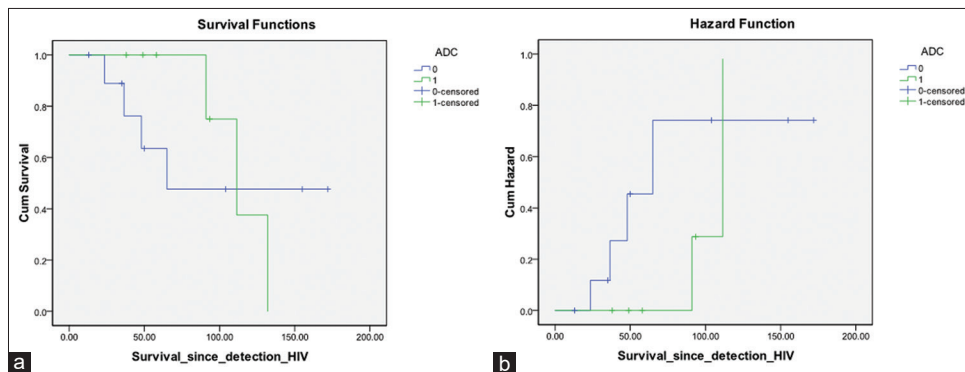 Survival Functions
ADC
0
1
0-censored
1-censored
1.0
0.8
0.6
0.4
0.2
0.0
Cum Survival
0.00 50.00 100.00 150.00 200.00
Survival_since_detection_HIV
a
Hazard Function
ADC
0
1
0-censored
1-censored
1.0
0.8
0.6
0.4
0.2
0.0
Cum Hazard
0.00 50.00 100.00 150.00 200.00
Survival_since_detection_HIV
b